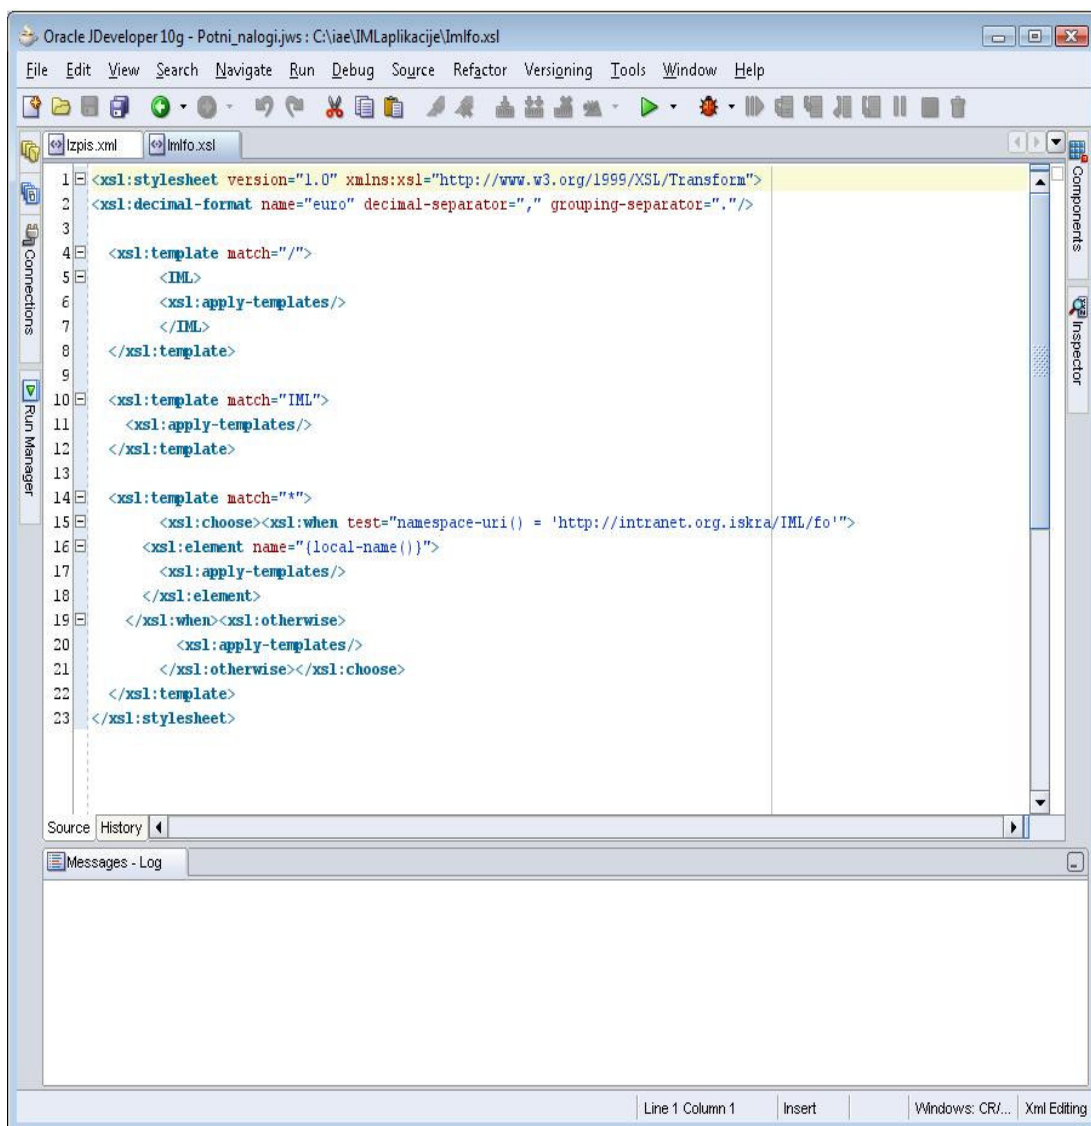 Oracle JDeveloper 10g - Potni_nalogi.jws : C:\iae\IMLaplikacije\Imlfo.xsl
File Edit View Search Navigate Run Debug Source Refactor Versioning Tools Window Help
Izpis.xml Imlfo.xsl
Connections
Run Manager
Components
Inspector
1 <xsl:stylesheet version="1.0" xmlns:xsl="http://www.w3.org/1999/XSL/Transform">
2 <xsl:decimal-format name="euro" decimal-separator="," grouping-separator="."/>
3
4 <xsl:template match="/">
5 <IML>
6 <xsl:apply-templates/>
7 </IML>
8 </xsl:template>
9
10 <xsl:template match="IML">
11 <xsl:apply-templates/>
12 </xsl:template>
13
14 <xsl:template match="*">
15 <xsl:choose><xsl:when test="namespace-uri() = 'http://intranet.org.iskra/IML/fo'">
16 <xsl:element name="{local-name()}">
17 <xsl:apply-templates/>
18 </xsl:element>
19 </xsl:when><xsl:otherwise>
20 <xsl:apply-templates/>
21 </xsl:otherwise></xsl:choose>
22 </xsl:template>
23 </xsl:stylesheet>
Source History
Messages - Log
Line 1 Column 1 Insert Windows: CR/... Xml Editing